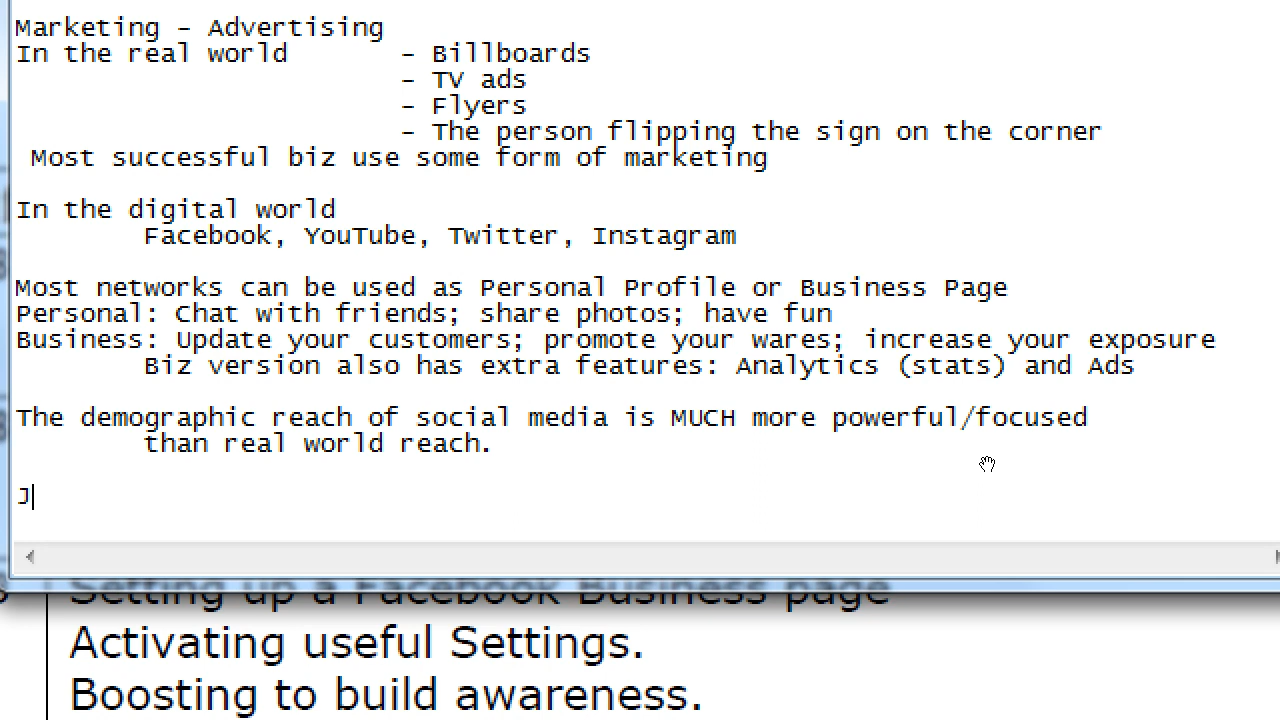 Marketing - Advertising
In the real world - Billboards
- TV ads
- Flyers
- The person flipping the sign on the corner
Most successful biz use some form of marketing
In the digital world
Facebook, YouTube, Twitter, Instagram
Most networks can be used as Personal Profile or Business Page
Personal: Chat with friends; share photos; have fun
Business: Update your customers; promote your wares; increase your exposure
Biz version also has extra features: Analytics (stats) and Ads
The demographic reach of social media is MUCH more powerful/focused
than real world reach.
J
Setting up a Facebook Business page
Activating useful Settings.
Boosting to build awareness.